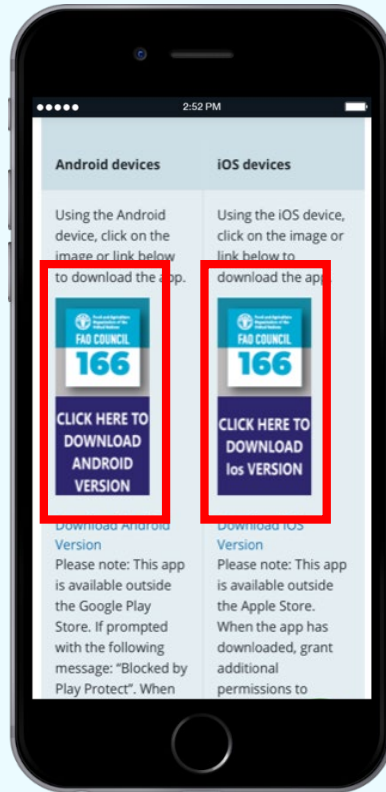 2:52 PM
Android devices
Using the Android
device, click on the
image or link below
to download the app.
Food and Agriculture
Organization of the
United Nations
FAO COUNCIL
166
CLICK HERE TO
DOWNLOAD
ANDROID
VERSION
Download Android
Version
Please note: This app
is available outside
the Google Play
Store. If prompted
with the following
message: “Blocked by
Play Protect”. When
iOS devices
Using the iOS device,
click on the image or
link below to
download the app.
Food and Agriculture
Organization of the
United Nations
FAO COUNCIL
166
CLICK HERE TO
DOWNLOAD
Ios VERSION
Download iOS
Version
Please note: This app
is available outside
the Apple Store.
When the app has
downloaded, grant
additional
permissions to